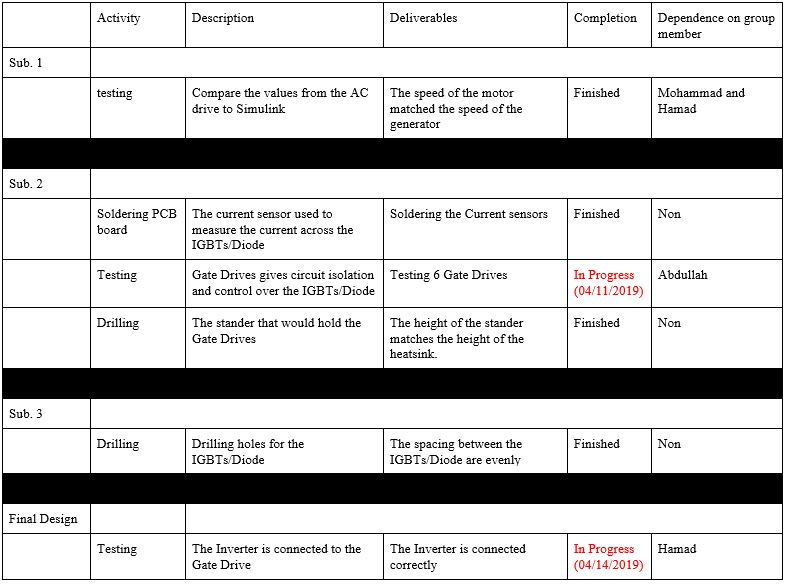 Activity Description Deliverables Completion Dependence on group
member
Sub. 1
testing Compare the values from the AC The speed of the motor Finished Mohammad and
drive to Simulink matched the speed of the Hamad
generator
Sub. 2
Soldering PCB The current sensor used to Soldering the Current sensors Finished Non
board measure the current across the
IGBTs/Diode
Testing Gate Drives gives circuit isolation Testing 6 Gate Drives In Progress Abdullah
and control over the IGBTs/Diode (04/11/2019)
Drilling The stander that would hold the The height of the stander Finished Non
Gate Drives matches the height of the
heatsink.
Sub. 3
Drilling Drilling holes for the The spacing between the Finished Non
IGBTs/Diode IGBTs/Diode are evenly
Final Design
Testing The Inverter is connected to the The Inverter is connected In Progress Hamad
Gate Drive correctly (04/14/2019)